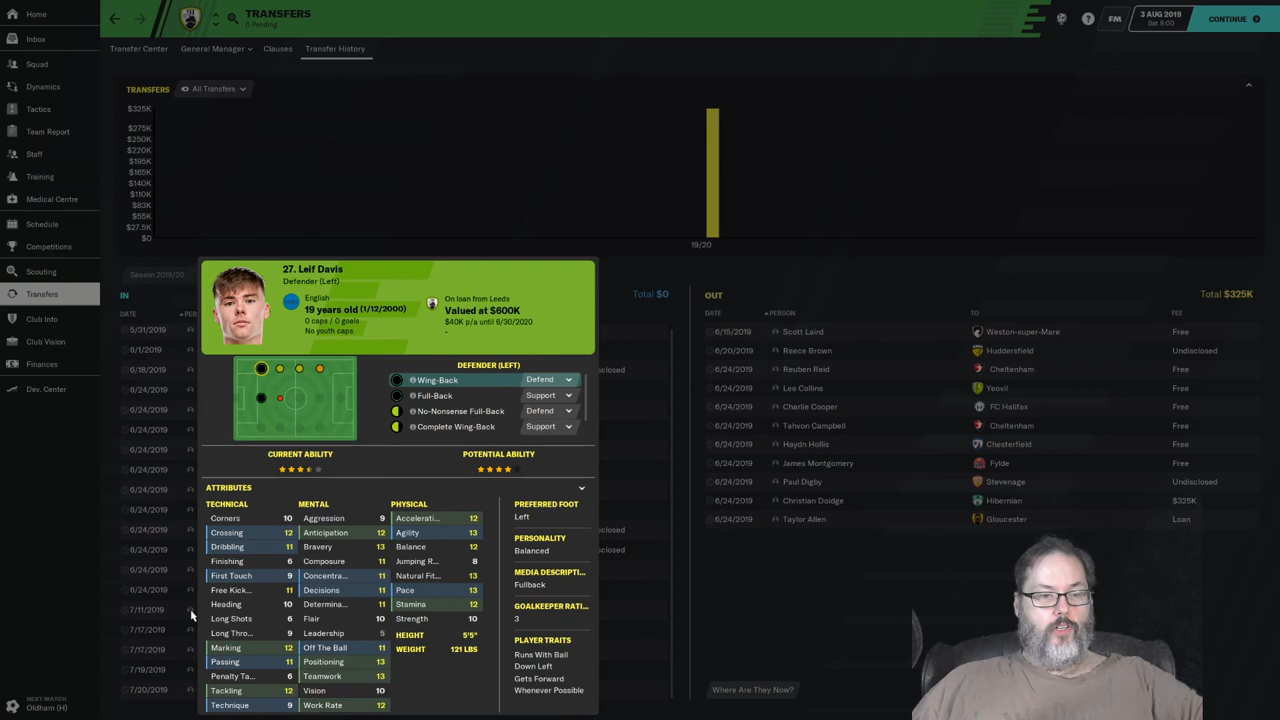 Home
TRANSFERS
0 Pending
FM
3 AUG 2019
Sat 8:00
CONTINUE
Inbox
Squad
Dynamics
Tactics
Team Report
Staff
Training
Medical Centre
Schedule
Competitions
Scouting
Transfers
Club Info
Club Vision
Finances
Dev. Center
NEXT MATCH
Oldham (H)
Transfer Center
General Manager
Clauses
Transfer History
TRANSFERS
All Transfers
$325K
$275K
$250K
$220K
$195K
$165K
$140K
$110K
$83K
$55K
$27.5K
$0
19/20
Season 2019/20
IN
Total $0
DATE
PER
5/31/2019
6/1/2019
6/18/2019
6/24/2019
6/24/2019
6/24/2019
6/24/2019
6/24/2019
6/24/2019
6/24/2019
6/24/2019
6/24/2019
6/24/2019
7/11/2019
7/17/2019
7/17/2019
7/19/2019
7/20/2019
closed
closed
closed
27. Leif Davis
Defender (Left)
English
19 years old (1/12/2000)
0 caps / 0 goals
No youth caps
On loan from Leeds
Valued at $600K
$40K p/a until 6/30/2020
-
DEFENDER (LEFT)
Wing-Back Defend
Full-Back Support
No-Nonsense Full-Back Defend
Complete Wing-Back Support
CURRENT ABILITY
POTENTIAL ABILITY
ATTRIBUTES
TECHNICAL
Corners 10
Crossing 12
Dribbling 11
Finishing 6
First Touch 9
Free Kick... 11
Heading 10
Long Shots 6
Long Thro... 9
Marking 12
Passing 11
Penalty Ta... 6
Tackling 12
Technique 9
MENTAL
Aggression 9
Anticipation 12
Bravery 13
Composure 11
Concentra... 11
Decisions 11
Determina... 11
Flair 10
Leadership 5
Off The Ball 11
Positioning 13
Teamwork 13
Vision 10
Work Rate 12
PHYSICAL
Accelerati... 12
Agility 13
Balance 12
Jumping R... 8
Natural Fit... 13
Pace 13
Stamina 12
Strength 10
HEIGHT 5'5"
WEIGHT 121 LBS
PREFERRED FOOT
Left
PERSONALITY
Balanced
MEDIA DESCRIPTI...
Fullback
GOALKEEPER RATI...
3
PLAYER TRAITS
Runs With Ball
Down Left
Gets Forward
Whenever Possible
OUT
Total $325K
DATE PERSON TO FEE
6/15/2019 Scott Laird Weston-super-Mare Free
6/20/2019 Reece Brown Huddersfield Undisclosed
6/24/2019 Reuben Reid Cheltenham Free
6/24/2019 Lee Collins Yeovil Free
6/24/2019 Charlie Cooper FC Halifax Free
6/24/2019 Tahvon Campbell Cheltenham Free
6/24/2019 Haydn Hollis Chesterfield Free
6/24/2019 James Montgomery Fylde Free
6/24/2019 Paul Digby Stevenage Undisclosed
6/24/2019 Christian Doidge Hibernian $325K
6/24/2019 Taylor Allen Gloucester Loan
Where Are They Now?